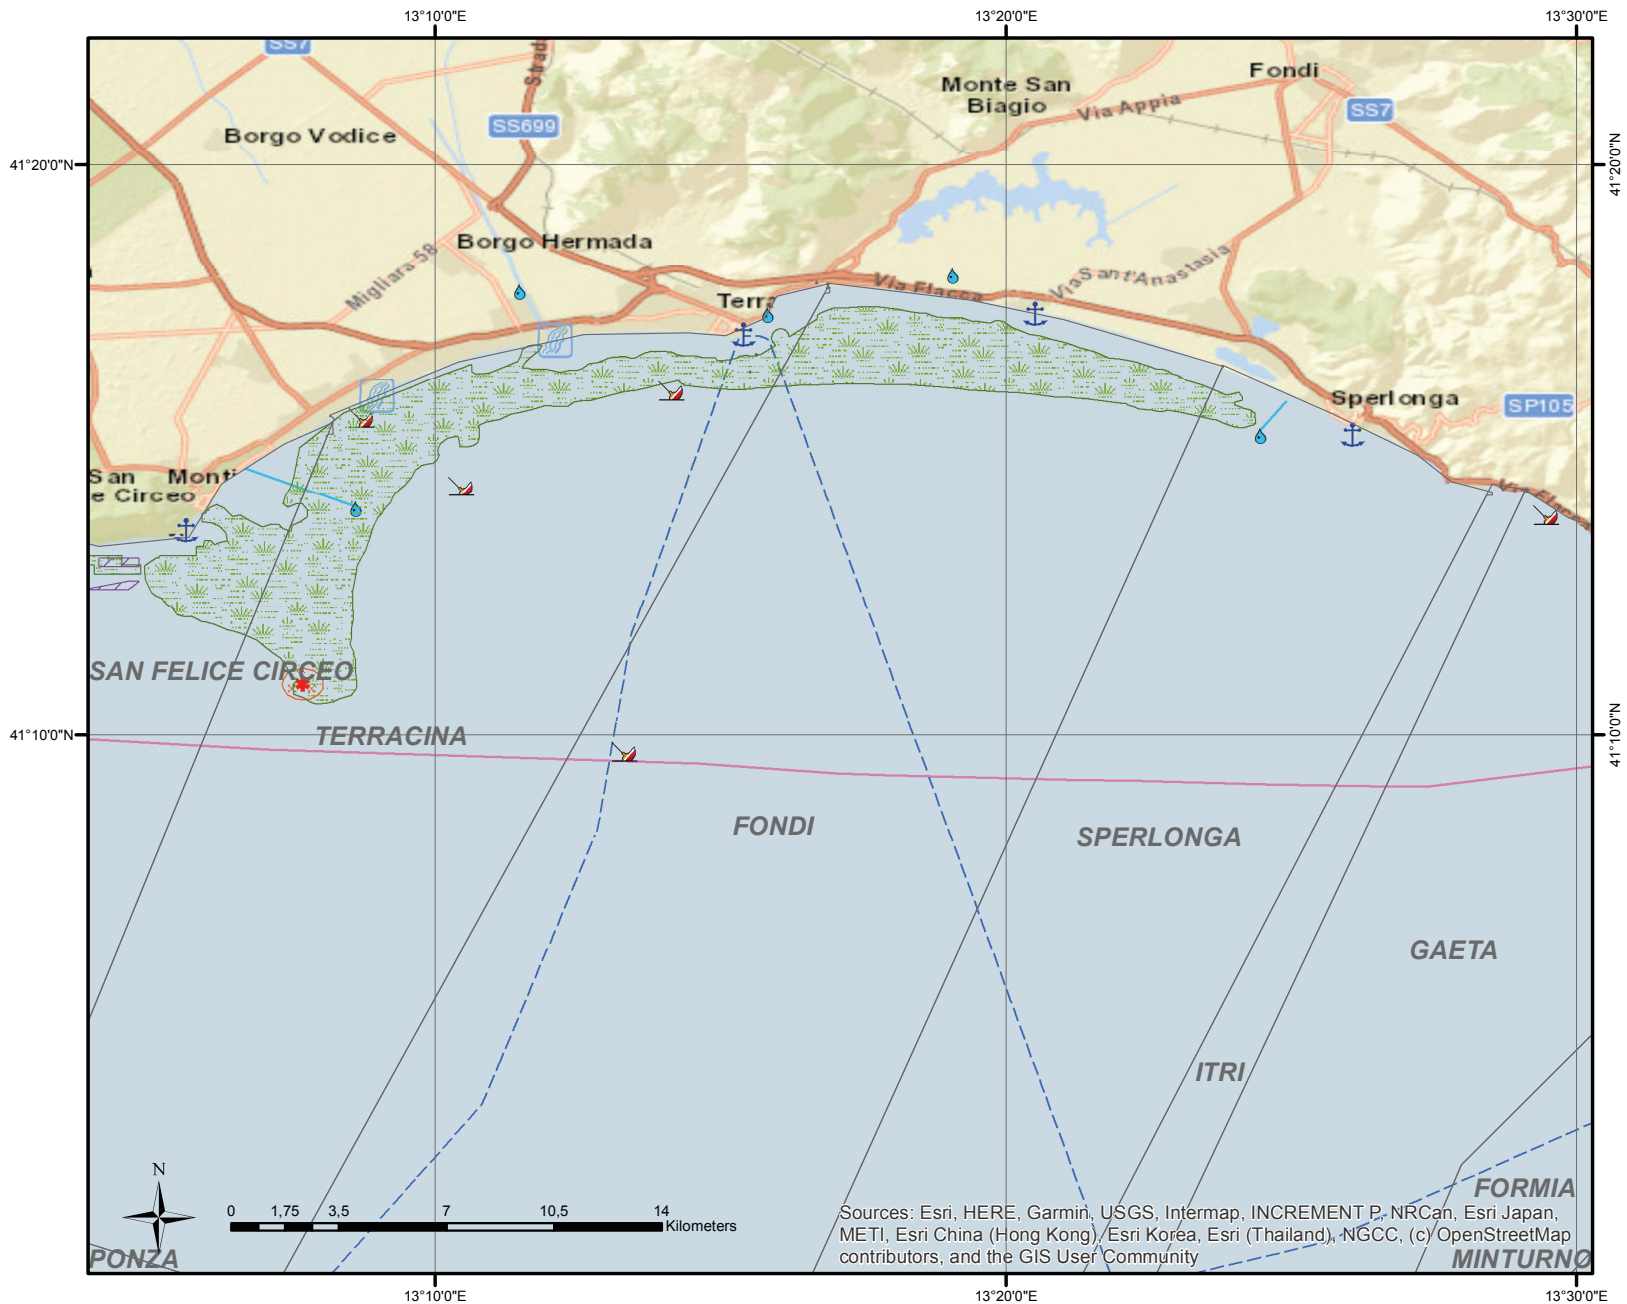 13°10'0"E
13°20'0"E
13°30'0"E
SS7
Strad
Monte San
Biagio
Fondi
Via Appia
SS7
SS699
Borgo Vodice
41°20'0"N
41°20'0"N
Borgo Hermada
Migliara 58
Via Sant'Anastasia
Via Flacca
Terra
Sperlonga
SP105
San Monti
e Circeo
Via Flacca
SAN FELICE CIRCEO
TERRACINA
41°10'0"N
41°10'0"N
FONDI
SPERLONGA
GAETA
ITRI
FORMIA
N
0 1,75 3,5 7 10,5 14
Kilometers
Sources: Esri, HERE, Garmin, USGS, Intermap, INCREMENT P, NRCan, Esri Japan,
METI, Esri China (Hong Kong), Esri Korea, Esri (Thailand), NGCC, (c) OpenStreetMap
contributors, and the GIS User Community
PONZA
MINTURNO
13°10'0"E
13°20'0"E
13°30'0"E